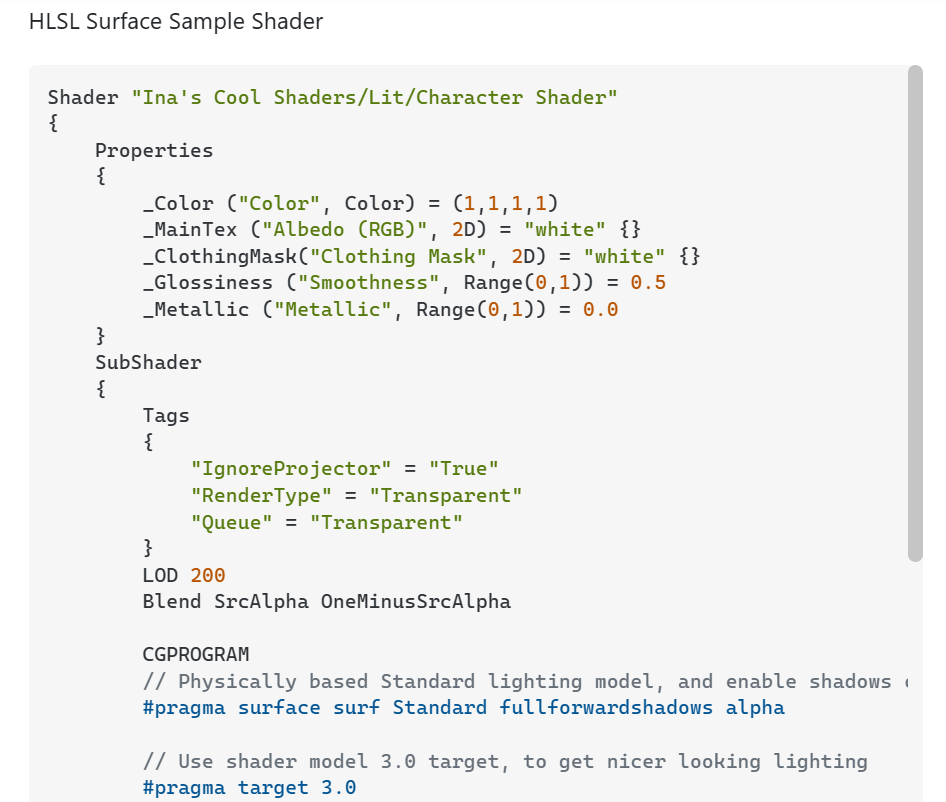 HLSL Surface Sample Shader
Shader "Ina's Cool Shaders/Lit/Character Shader"
{
    Properties
    {
        _Color ("Color", Color) = (1,1,1,1)
        _MainTex ("Albedo (RGB)", 2D) = "white" {}
        _ClothingMask("Clothing Mask", 2D) = "white" {}
        _Glossiness ("Smoothness", Range(0,1)) = 0.5
        _Metallic ("Metallic", Range(0,1)) = 0.0
    }
    SubShader
    {
        Tags
        {
            "IgnoreProjector" = "True"
            "RenderType" = "Transparent"
            "Queue" = "Transparent"
        }
        LOD 200
        Blend SrcAlpha OneMinusSrcAlpha

        CGPROGRAM
        // Physically based Standard lighting model, and enable shadows
        #pragma surface surf Standard fullforwardshadows alpha

        // Use shader model 3.0 target, to get nicer looking lighting
        #pragma target 3.0